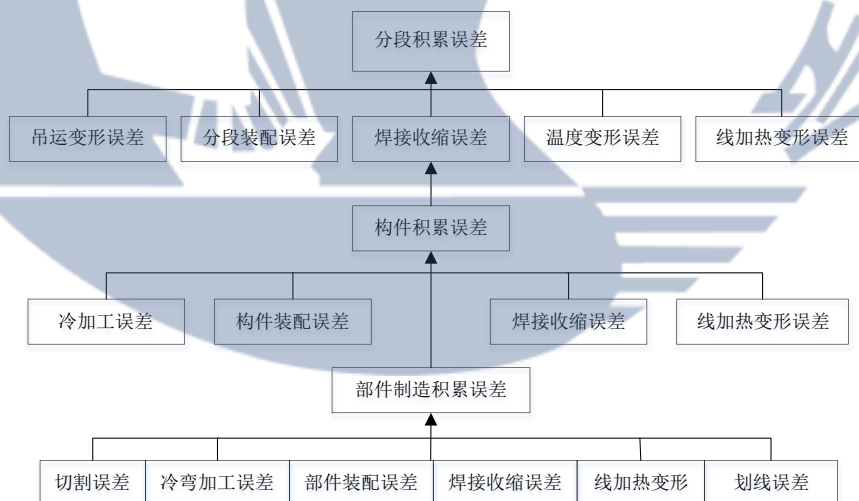 分段积累误差
吊运变形误差
分段装配误差
焊接收缩误差
温度变形误差
线加热变形误差
构件积累误差
冷加工误差
构件装配误差
焊接收缩误差
线加热变形误差
部件制造积累误差
切割误差
冷弯加工误差
部件装配误差
焊接收缩误差
线加热变形
划线误差